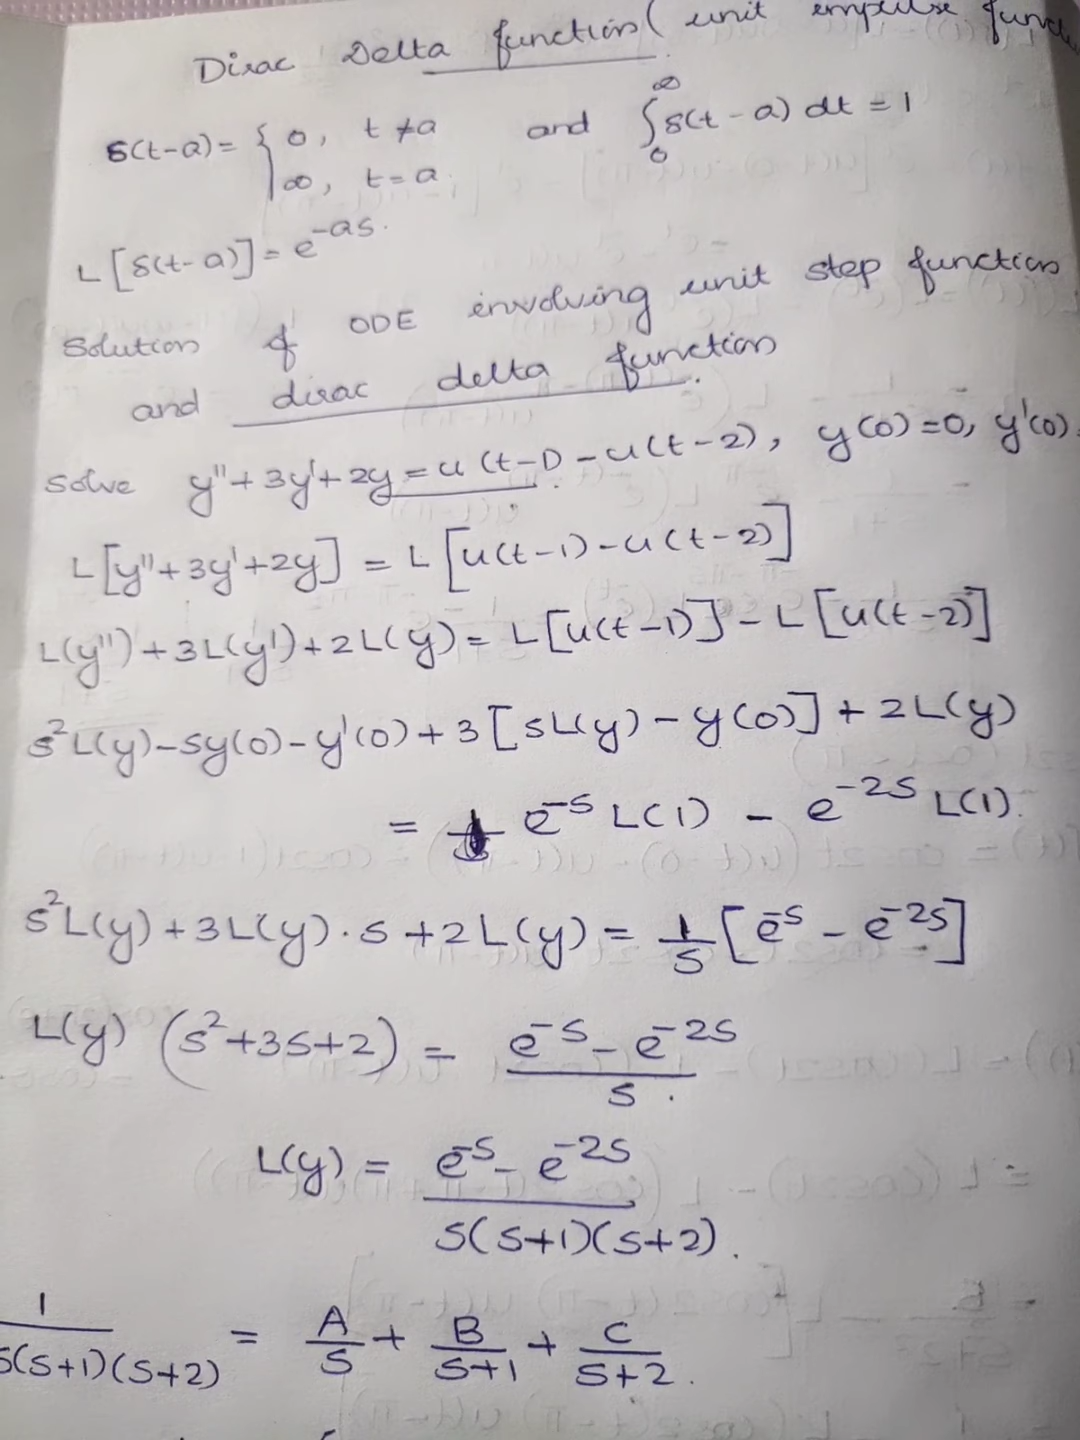 Dirac Delta function ( unit empulse
δ(t-a) = { 0, t ≠ a and ∫₀^∞ δ(t-a) dt = 1
∞, t = a
L[δ(t-a)] = e^-as.
Solution of ODE involving unit step function
and dirac delta function.
Solve y'' + 3y' + 2y = u(t-1) - u(t-2), y(0) = 0, y'(0)
L[y'' + 3y' + 2y] = L[u(t-1) - u(t-2)]
L(y'') + 3L(y') + 2L(y) = L[u(t-1)] - L[u(t-2)]
s²L(y) - sy(0) - y'(0) + 3[sL(y) - y(0)] + 2L(y)
= e^-s L(1) - e^-2s L(1).
s²L(y) + 3L(y)·s + 2L(y) = 1/s [e^-s - e^-2s]
L(y) (s² + 3s + 2) = (e^-s - e^-2s)/s.
L(y) = (e^-s - e^-2s)/(s(s+1)(s+2)).
1/(s(s+1)(s+2)) = A/s + B/(s+1) + C/(s+2).